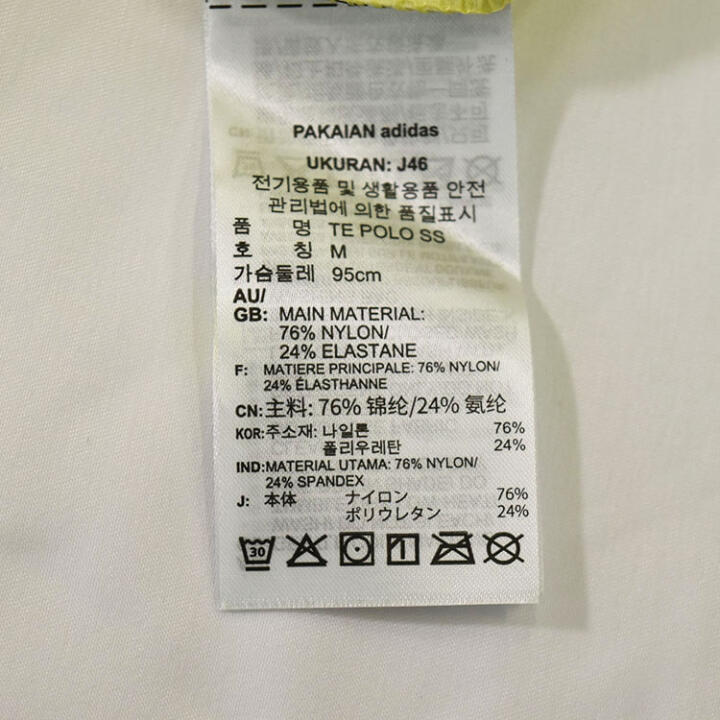 PAKAIAN adidas
UKURAN: J46
전기용품 및 생활용품 안전
관리법에 의한 품질표시
품 명 TE POLO SS
호 칭 M
가슴둘레 95cm
AU/
GB: MAIN MATERIAL:
76% NYLON/
24% ELASTANE
F: MATIERE PRINCIPALE: 76% NYLON/
24% ÉLASTHANNE
CN:主料: 76% 锦纶/24% 氨纶
KOR:주소재: 나일론 76%
폴리우레탄 24%
IND:MATERIAL UTAMA: 76% NYLON/
24% SPANDEX
J: 本体 ナイロン 76%
ポリウレタン 24%
30